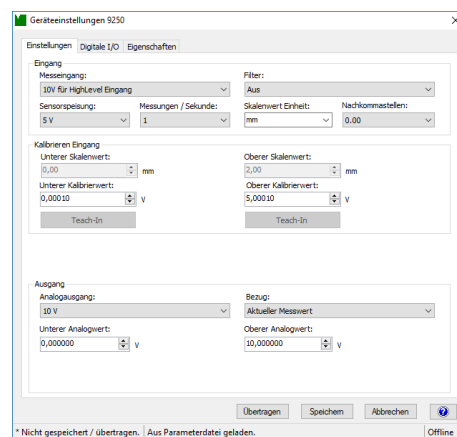 Geräteeinstellungen 9250
Einstellungen Digitale I/O Eigenschaften
Eingang
Messeingang: Filter:
10V für HighLevel Eingang Aus
Sensorspeisung: Messungen / Sekunde: Skalenwert Einheit: Nachkommastellen:
5 V 1 mm 0.00
Kalibrieren Eingang
Unterer Skalenwert: Oberer Skalenwert:
0,00 mm 2,00 mm
Unterer Kalibrierwert: Oberer Kalibrierwert:
0,00010 V 5,00010 V
Teach-In Teach-In
Ausgang
Analogausgang: Bezug:
10 V Aktueller Messwert
Unterer Analogwert: Oberer Analogwert:
0,000000 V 10,000000 V
Übertragen Speichern Abbrechen ?
* Nicht gespeichert / übertragen. Aus Parameterdatei geladen. Offline